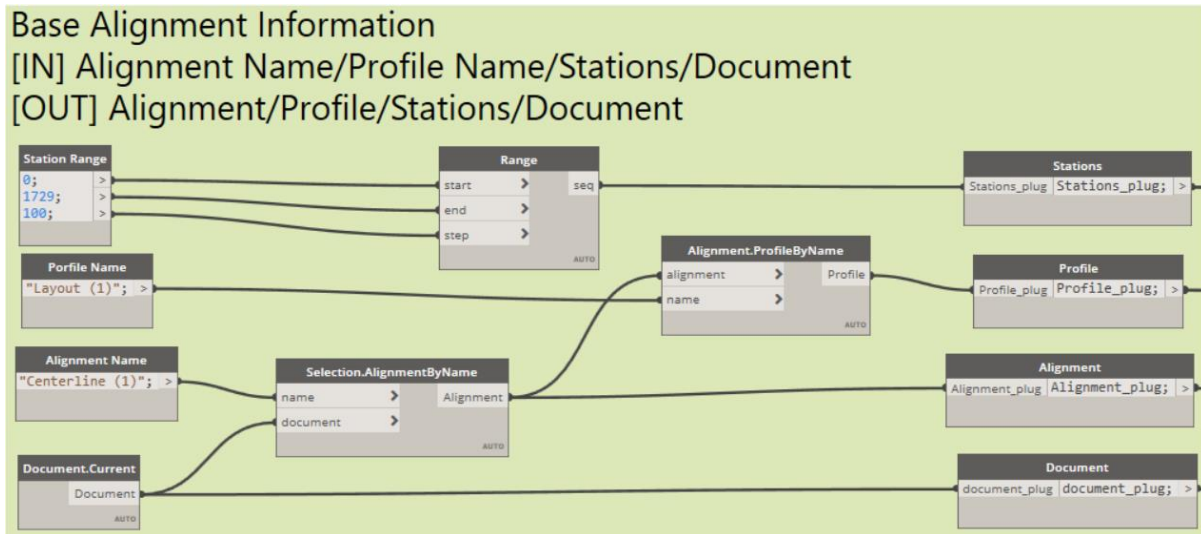 Base Alignment Information
[IN] Alignment Name/Profile Name/Stations/Document
[OUT] Alignment/Profile/Stations/Document
Station Range
0; >
1729; >
100; >
Range
start > seq
end >
step >
AUTO
Stations
Stations_plug Stations_plug; >
Porfile Name
"Layout (1)"; >
Alignment.ProfileByName
alignment > Profile
name >
AUTO
Profile
Profile_plug Profile_plug; >
Alignment Name
"Centerline (1)"; >
Selection.AlignmentByName
name > Alignment
document >
AUTO
Alignment
Alignment_plug Alignment_plug; >
Document.Current
Document
AUTO
Document
document_plug document_plug; >